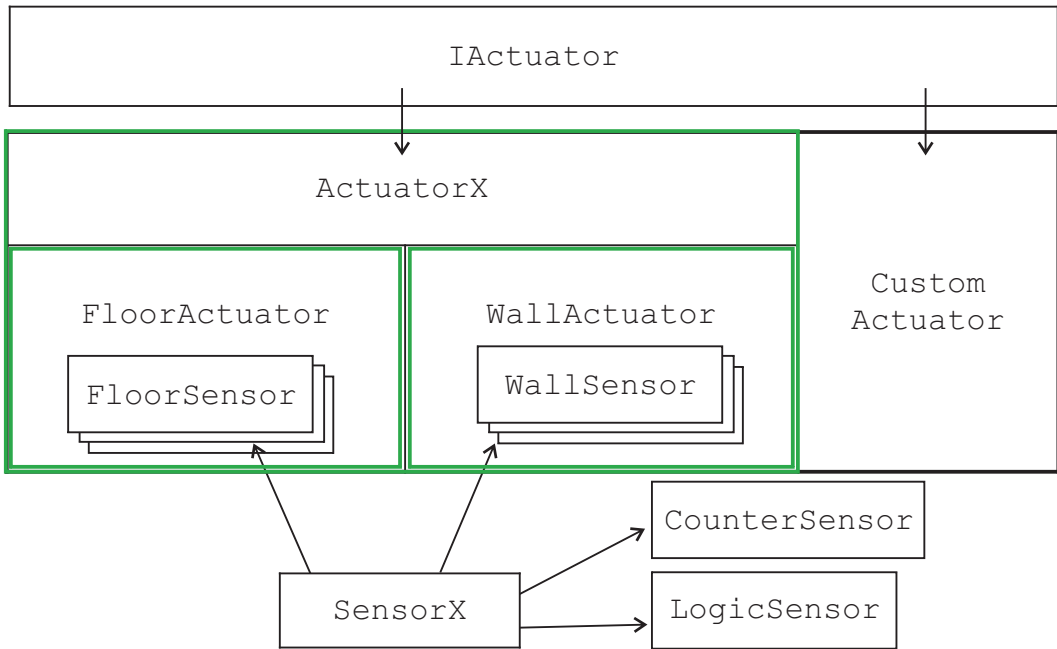 IActuator
ActuatorX
FloorActuator
WallActuator
Custom
Actuator
FloorSensor
WallSensor
CounterSensor
SensorX
LogicSensor